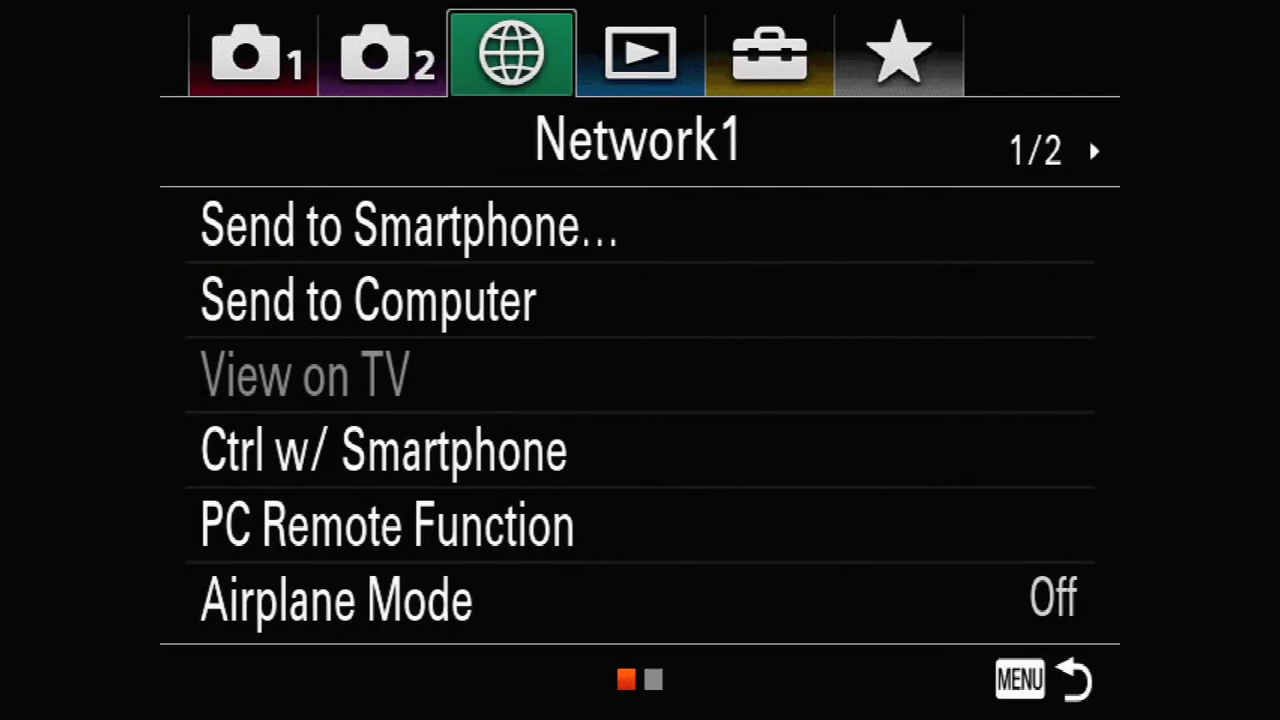 1 2
Network1 1/2
Send to Smartphone...
Send to Computer
View on TV
Ctrl w/ Smartphone
PC Remote Function
Airplane Mode Off
MENU